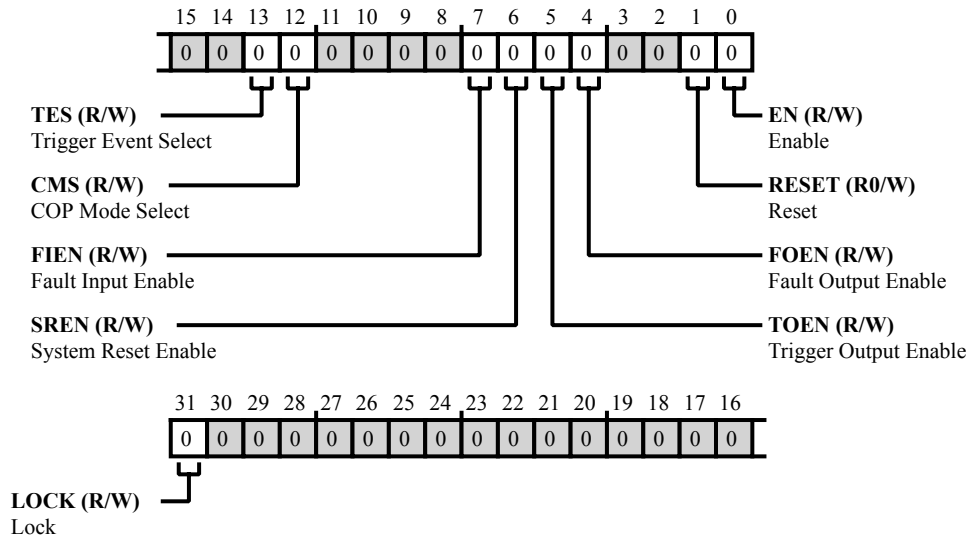 15 14 13 12 11 10 9 8 7 6 5 4 3 2 1 0
0 0 0 0 0 0 0 0 0 0 0 0 0 0 0 0
TES (R/W)
Trigger Event Select
CMS (R/W)
COP Mode Select
FIEN (R/W)
Fault Input Enable
SREN (R/W)
System Reset Enable
EN (R/W)
Enable
RESET (R0/W)
Reset
FOEN (R/W)
Fault Output Enable
TOEN (R/W)
Trigger Output Enable
31 30 29 28 27 26 25 24 23 22 21 20 19 18 17 16
0 0 0 0 0 0 0 0 0 0 0 0 0 0 0 0
LOCK (R/W)
Lock